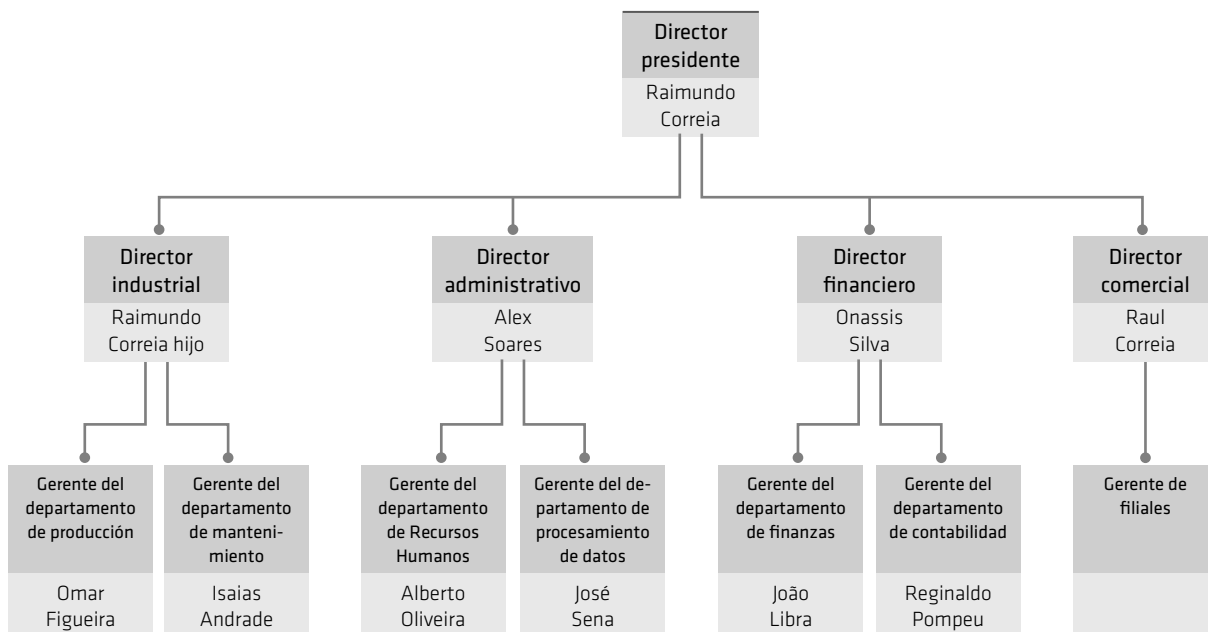 Director
presidente
Raimundo
Correia
Director
industrial
Raimundo
Correia hijo
Director
administrativo
Alex
Soares
Director
financiero
Onassis
Silva
Director
comercial
Raul
Correia
Gerente del
departamento
de producción
Omar
Figueira
Gerente del
departamento
de manteni-
miento
Isaias
Andrade
Gerente del
departamento
de Recursos
Humanos
Alberto
Oliveira
Gerente del de-
partamento de
procesamiento
de datos
José
Sena
Gerente del
departamento
de finanzas
João
Libra
Gerente del
departamento
de contabilidad
Reginaldo
Pompeu
Gerente de
filiales